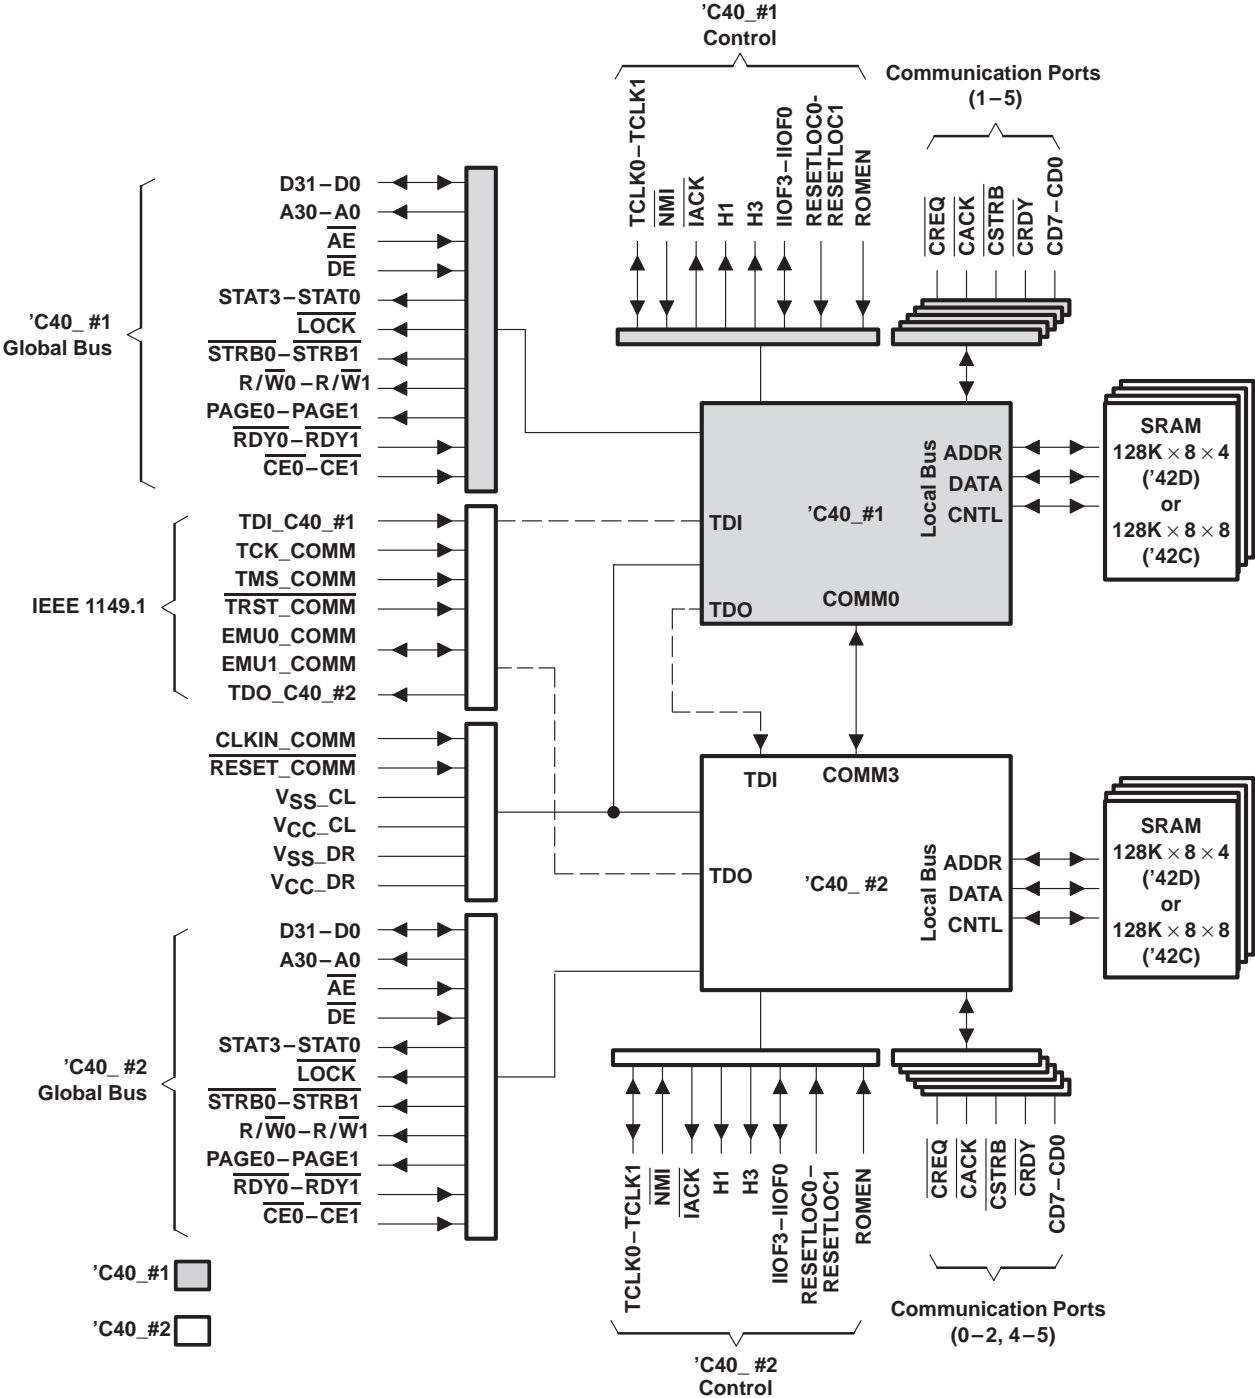 'C40_#1
Control
Communication Ports
(1–5)
TCLK0–TCLK1
NMI
IACK
H1
H3
IIOF3–IIOF0
RESETLOC0-
RESETLOC1
ROMEN
CREQ
CACK
CSTRB
CRDY
CD7–CD0
'C40_ #1
Global Bus
D31–D0
A30–A0
AE
DE
STAT3–STAT0
LOCK
STRB0–STRB1
R/W0–R/W1
PAGE0–PAGE1
RDY0–RDY1
CE0–CE1
IEEE 1149.1
TDI_C40_#1
TCK_COMM
TMS_COMM
TRST_COMM
EMU0_COMM
EMU1_COMM
TDO_C40_#2
CLKIN_COMM
RESET_COMM
VSS_CL
VCC_CL
VSS_DR
VCC_DR
TDI
'C40_#1
TDO
COMM0
Local Bus
ADDR
DATA
CNTL
SRAM
128K × 8 × 4
('42D)
or
128K × 8 × 8
('42C)
TDI
COMM3
TDO
'C40_ #2
Local Bus
ADDR
DATA
CNTL
SRAM
128K × 8 × 4
('42D)
or
128K × 8 × 8
('42C)
'C40_ #2
Global Bus
D31–D0
A30–A0
AE
DE
STAT3–STAT0
LOCK
STRB0–STRB1
R/W0–R/W1
PAGE0–PAGE1
RDY0–RDY1
CE0–CE1
TCLK0–TCLK1
NMI
IACK
H1
H3
IIOF3–IIOF0
RESETLOC0–
RESETLOC1
ROMEN
CREQ
CACK
CSTRB
CRDY
CD7–CD0
'C40_#1
'C40_#2
Communication Ports
(0–2, 4–5)
'C40_ #2
Control